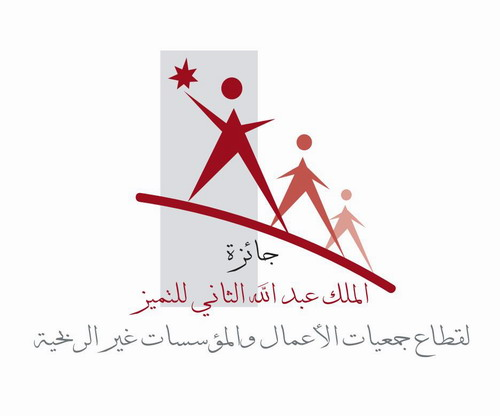 جائزة
الملك عبد الله الثاني للتميز
لقطاع جمعيات الأعمال والمؤسسات غير الربحية